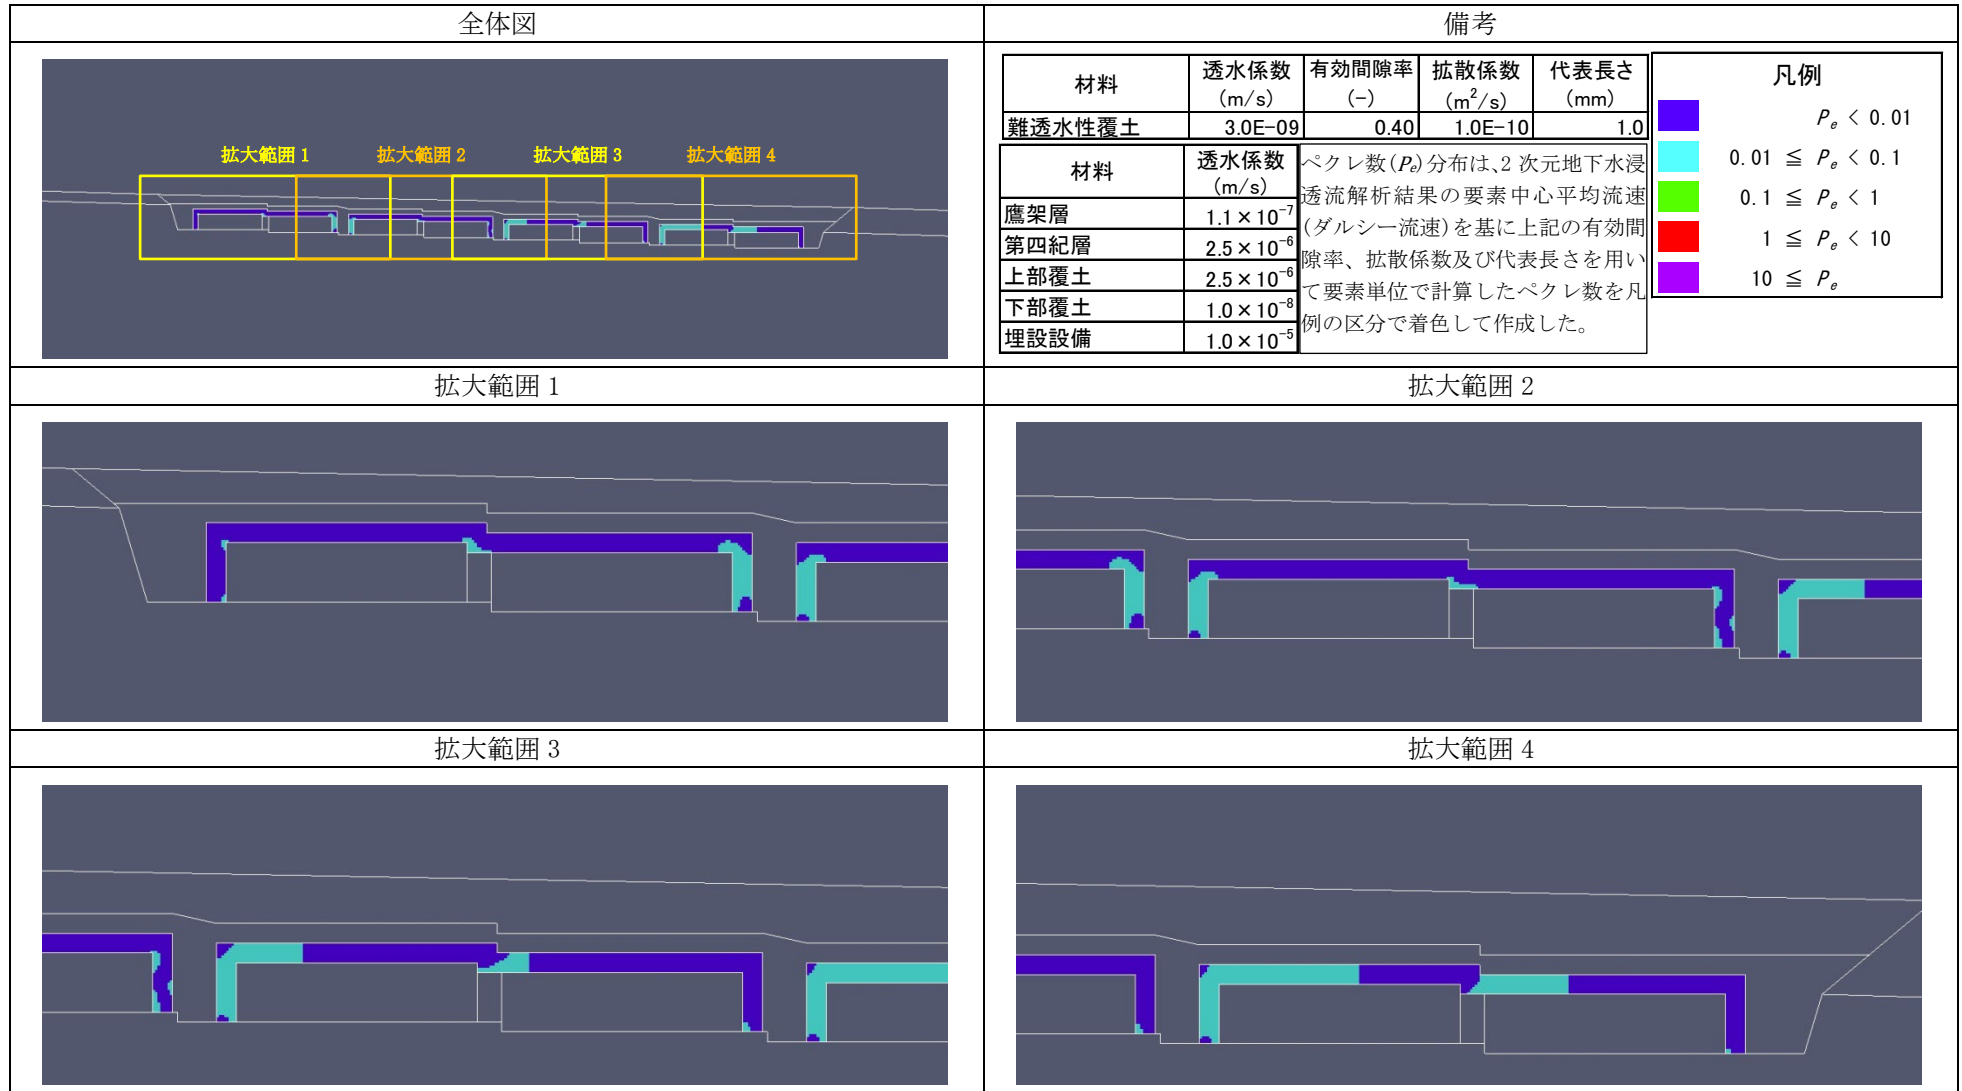 全体図
備考
拡大範囲 1
拡大範囲 2
拡大範囲 3
拡大範囲 4
材料 透水係数 (m/s) 有効間隙率 (-) 拡散係数 (m²/s) 代表長さ (mm)
難透水性覆土 3.0E-09 0.40 1.0E-10 1.0
材料 透水係数 (m/s)
鷹架層 1.1×10⁻⁷
第四紀層 2.5×10⁻⁶
上部覆土 2.5×10⁻⁶
下部覆土 1.0×10⁻⁸
埋設設備 1.0×10⁻⁵
ペクレ数(Pe)分布は、2 次元地下水浸
透流解析結果の要素中心平均流速
(ダルシー流速)を基に上記の有効間
隙率、拡散係数及び代表長さを用い
て要素単位で計算したペクレ数を凡
例の区分で着色して作成した。
凡例
Pe < 0.01
0.01 ≦ Pe < 0.1
0.1 ≦ Pe < 1
1 ≦ Pe < 10
10 ≦ Pe
拡大範囲 1
拡大範囲 2
拡大範囲 3
拡大範囲 4